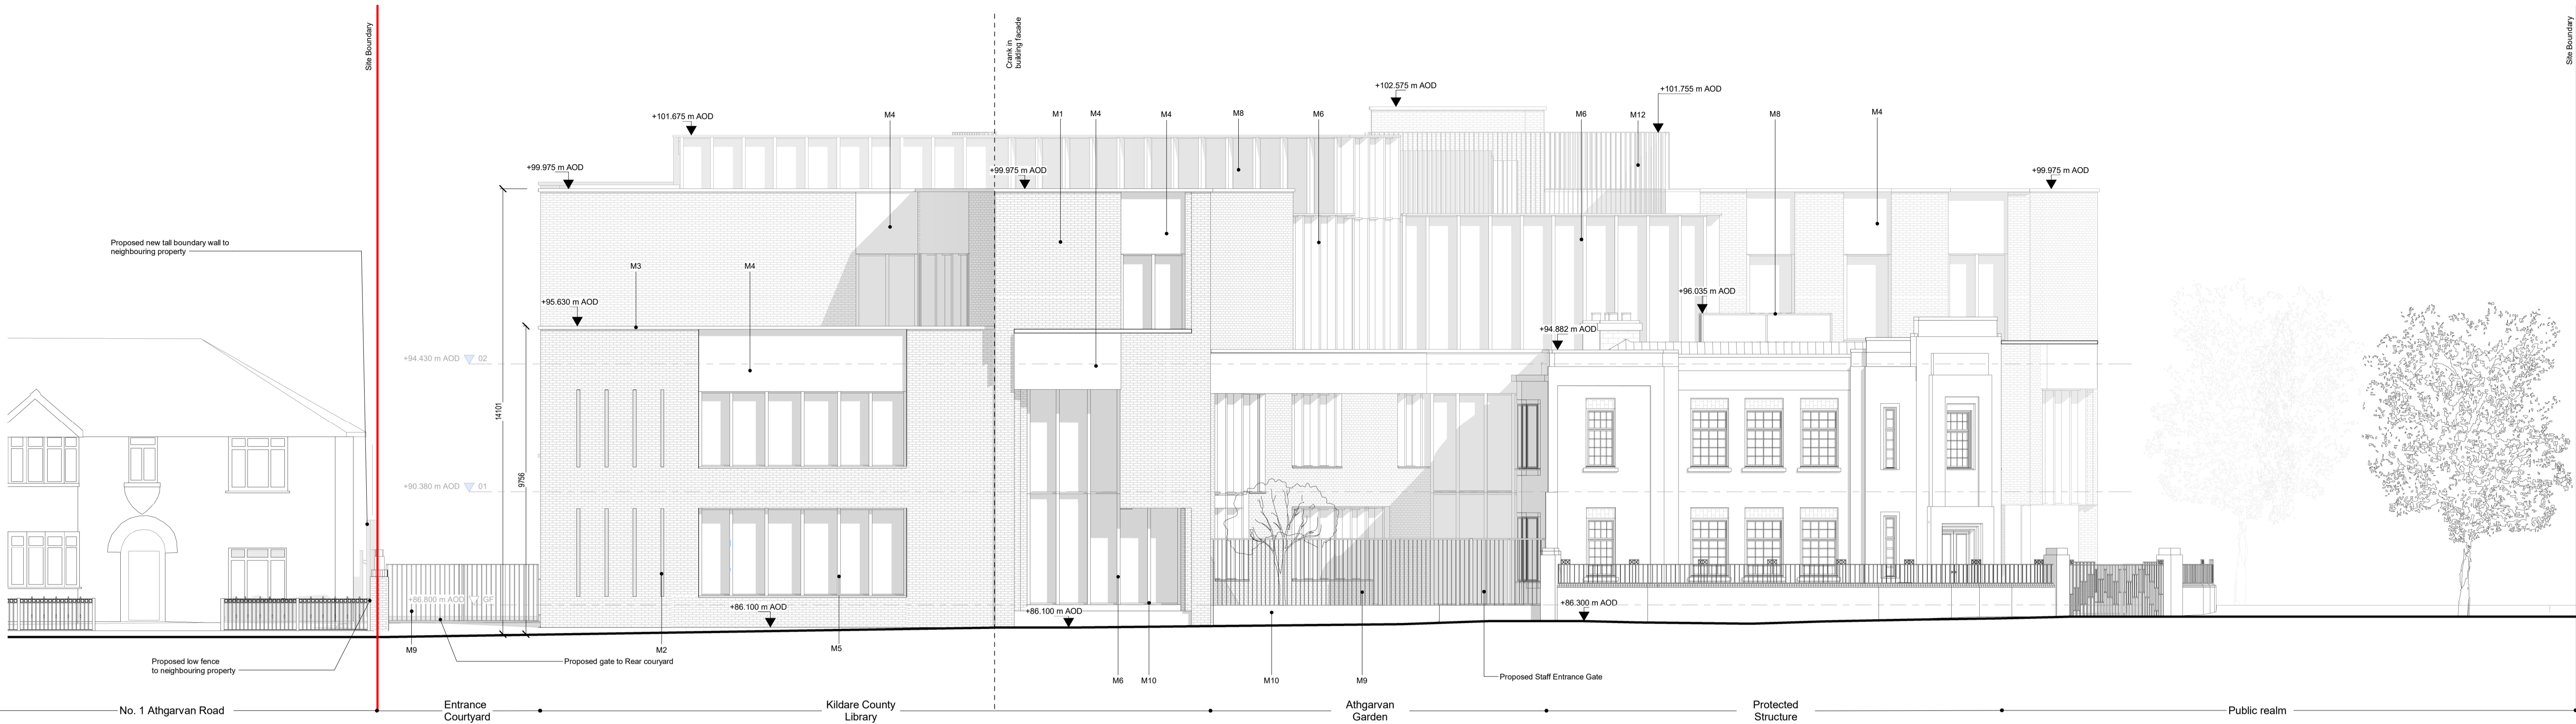 Site Boundary
Crank in
building facade
Site Boundary
+102.575 m AOD
+101.755 m AOD
+101.675 m AOD
M4
M1
M4
M4
M8
M6
M6
M12
M8
M4
+99.975 m AOD
+99.975 m AOD
+99.975 m AOD
Proposed new tall boundary wall to
neighbouring property
M3
M4
+95.630 m AOD
+96.035 m AOD
+94.882 m AOD
+94.430 m AOD 02
14101
9756
+90.380 m AOD 01
+86.800 m AOD GF
+86.100 m AOD
+86.100 m AOD
+86.300 m AOD
M9
M2
M5
Proposed low fence
to neighbouring property
Proposed gate to Rear couryard
M6
M10
M10
M9
Proposed Staff Entrance Gate
No. 1 Athgarvan Road
Entrance
Courtyard
Kildare County
Library
Athgarvan
Garden
Protected
Structure
Public realm